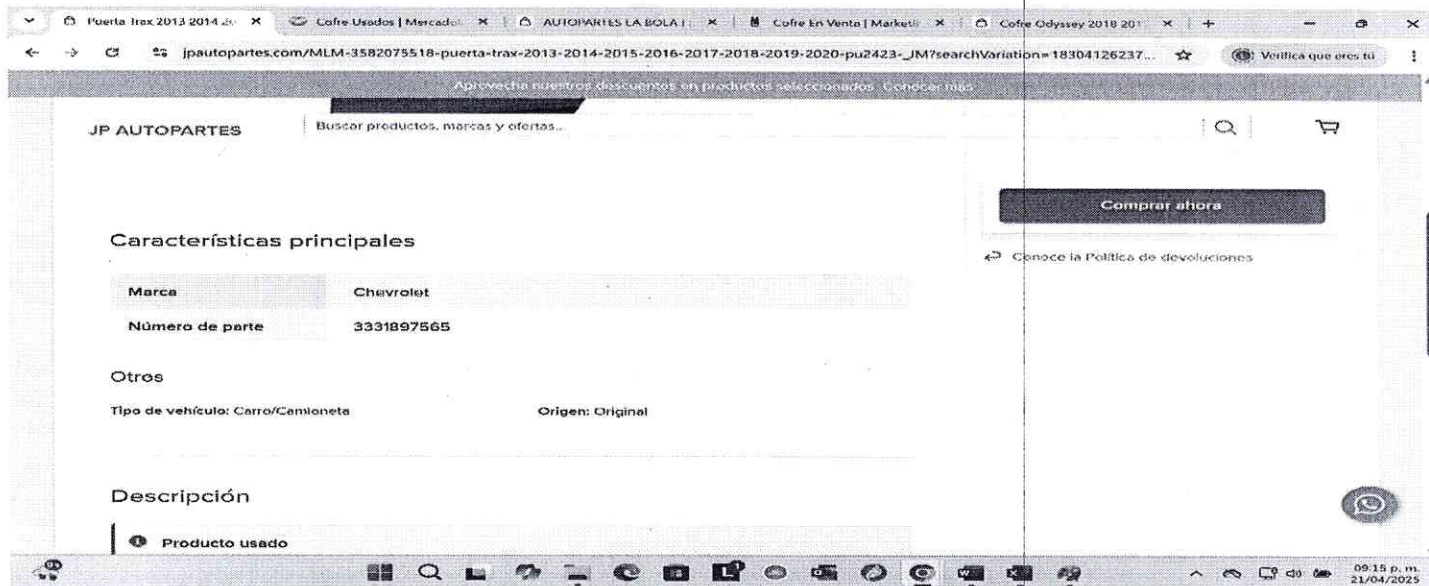 Puerta Trax 2013 2014 20
Cofre Usados | Mercado
AUTOPARTES LA BOLA |
Cofre En Venta | Marketi
Cofre Odyssey 2018 201
jpautopartes.com/MLM-3582075518-puerta-trax-2013-2014-2015-2016-2017-2018-2019-2020-pu2423-_JM?searchVariation=18304126237...
Verifica que eres tú
Aprovecha nuestros descuentos en productos seleccionados. Conocer más
JP AUTOPARTES
Buscar productos, marcas y ofertas...
Comprar ahora
Conoce la Política de devoluciones
Características principales
Marca Chevrolet
Número de parte 3331897565
Otros
Tipo de vehículo: Carro/Camioneta Origen: Original
Descripción
Producto usado
09:15 p. m.
21/04/2025